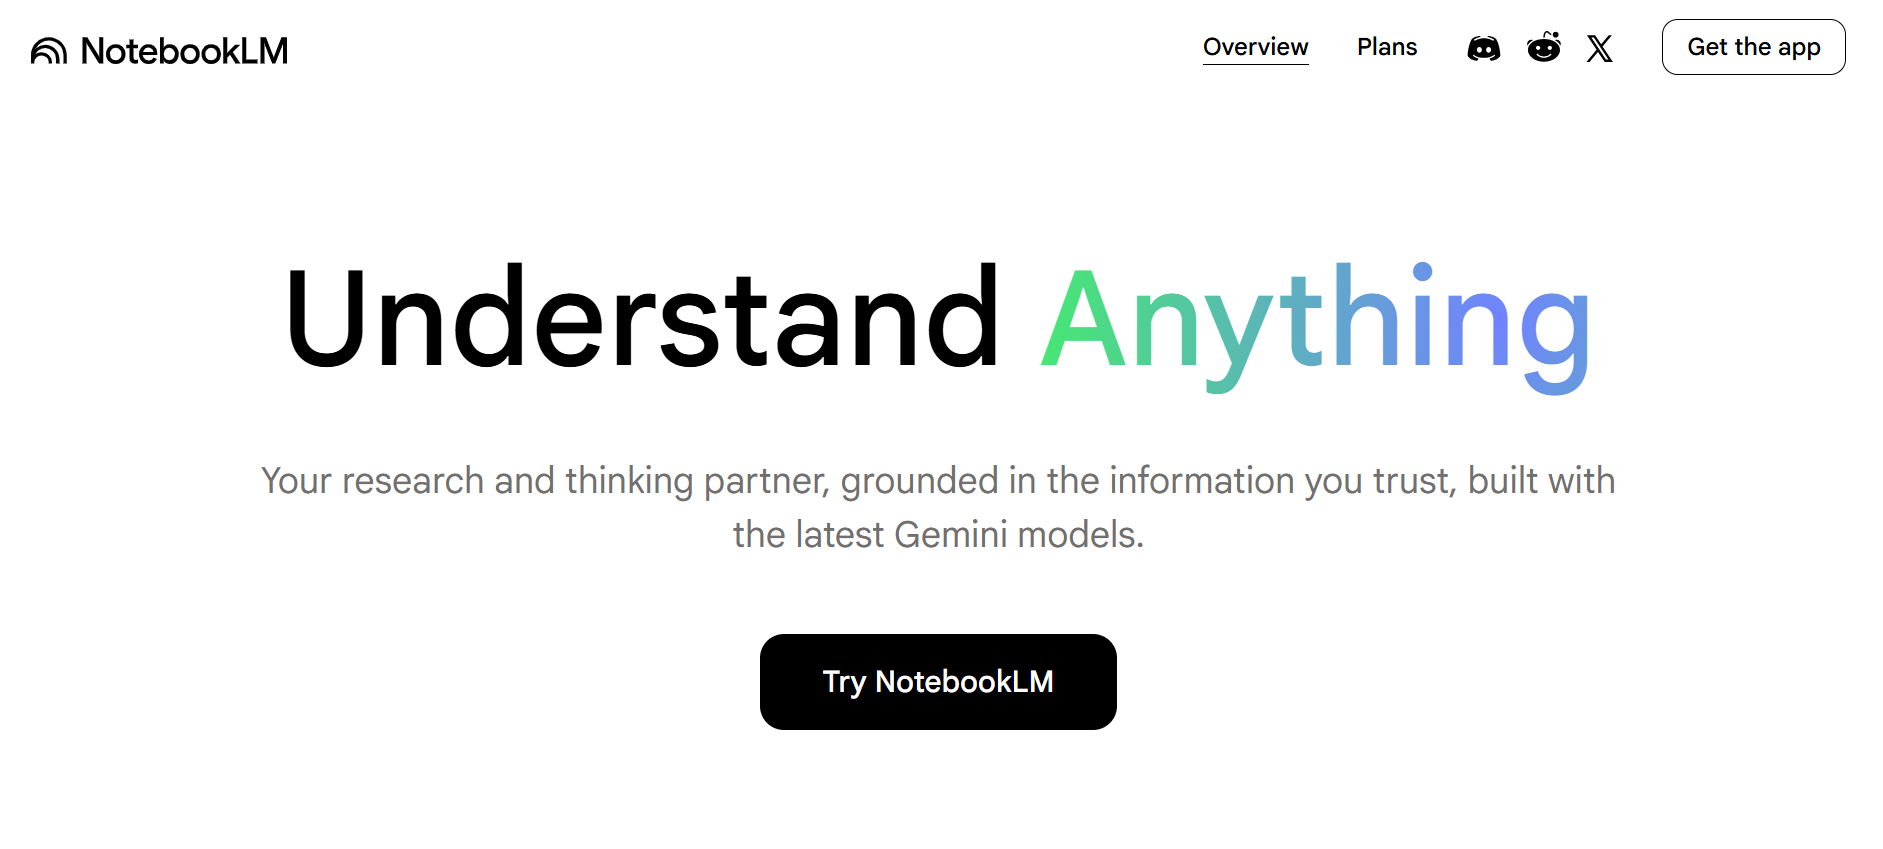 NotebookLM
Overview
Plans
Get the app
Understand Anything
Your research and thinking partner, grounded in the information you trust, built with
the latest Gemini models.
Try NotebookLM